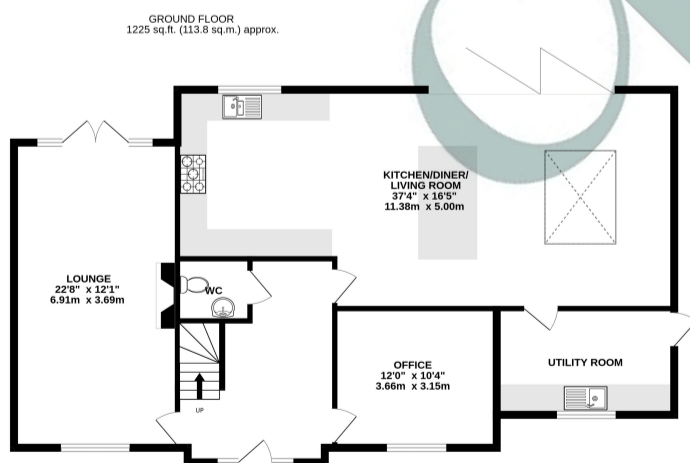 GROUND FLOOR
1225 sq.ft. (113.8 sq.m.) approx.
KITCHEN/DINER/
LIVING ROOM
37'4" x 16'5"
11.38m x 5.00m
LOUNGE
22'8" x 12'1"
6.91m x 3.69m
WC
OFFICE
12'0" x 10'4"
3.66m x 3.15m
UTILITY ROOM
UP